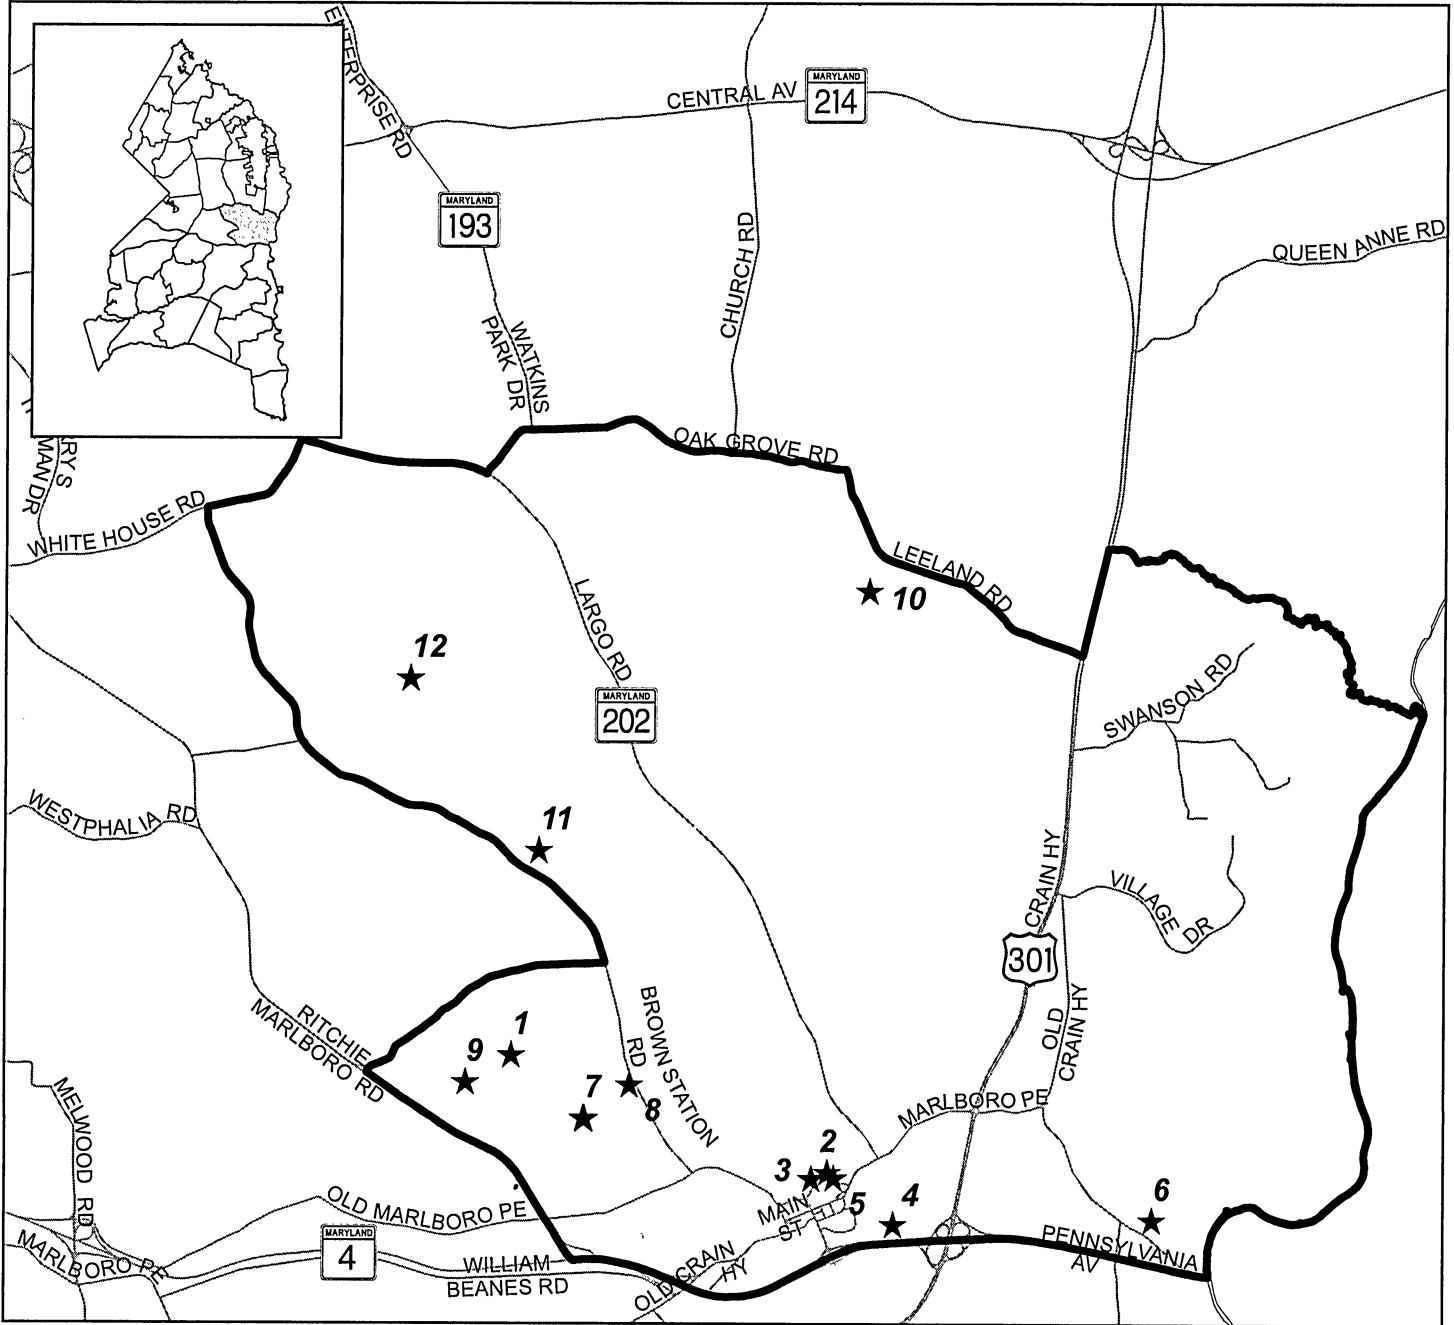 ENTERPRISE RD
CENTRAL AV
MARYLAND
214
MARYLAND
193
CHURCH RD
QUEEN ANNE RD
WATKINS
PARK DR
OAK GROVE RD
RY S
MAN DR
WHITE HOUSE RD
LEELAND RD
10
LARGO RD
12
MARYLAND
202
SWANSON RD
WESTPHALIA RD
11
CRAIN HY
VILLAGE
DR
301
OLD
CRAIN HY
RITCHIE
MARLBORO RD
BROWN STATION
RD
1
9
7
8
MELWOOD RD
MARLBORO PE
2
3
5
4
6
MAIN
ST
OLD MARLBORO PE
MARYLAND
4
MARLBORO PE
WILLIAM
BEANES RD
OLD CRAIN
HY
PENNSYLVANIA
AV